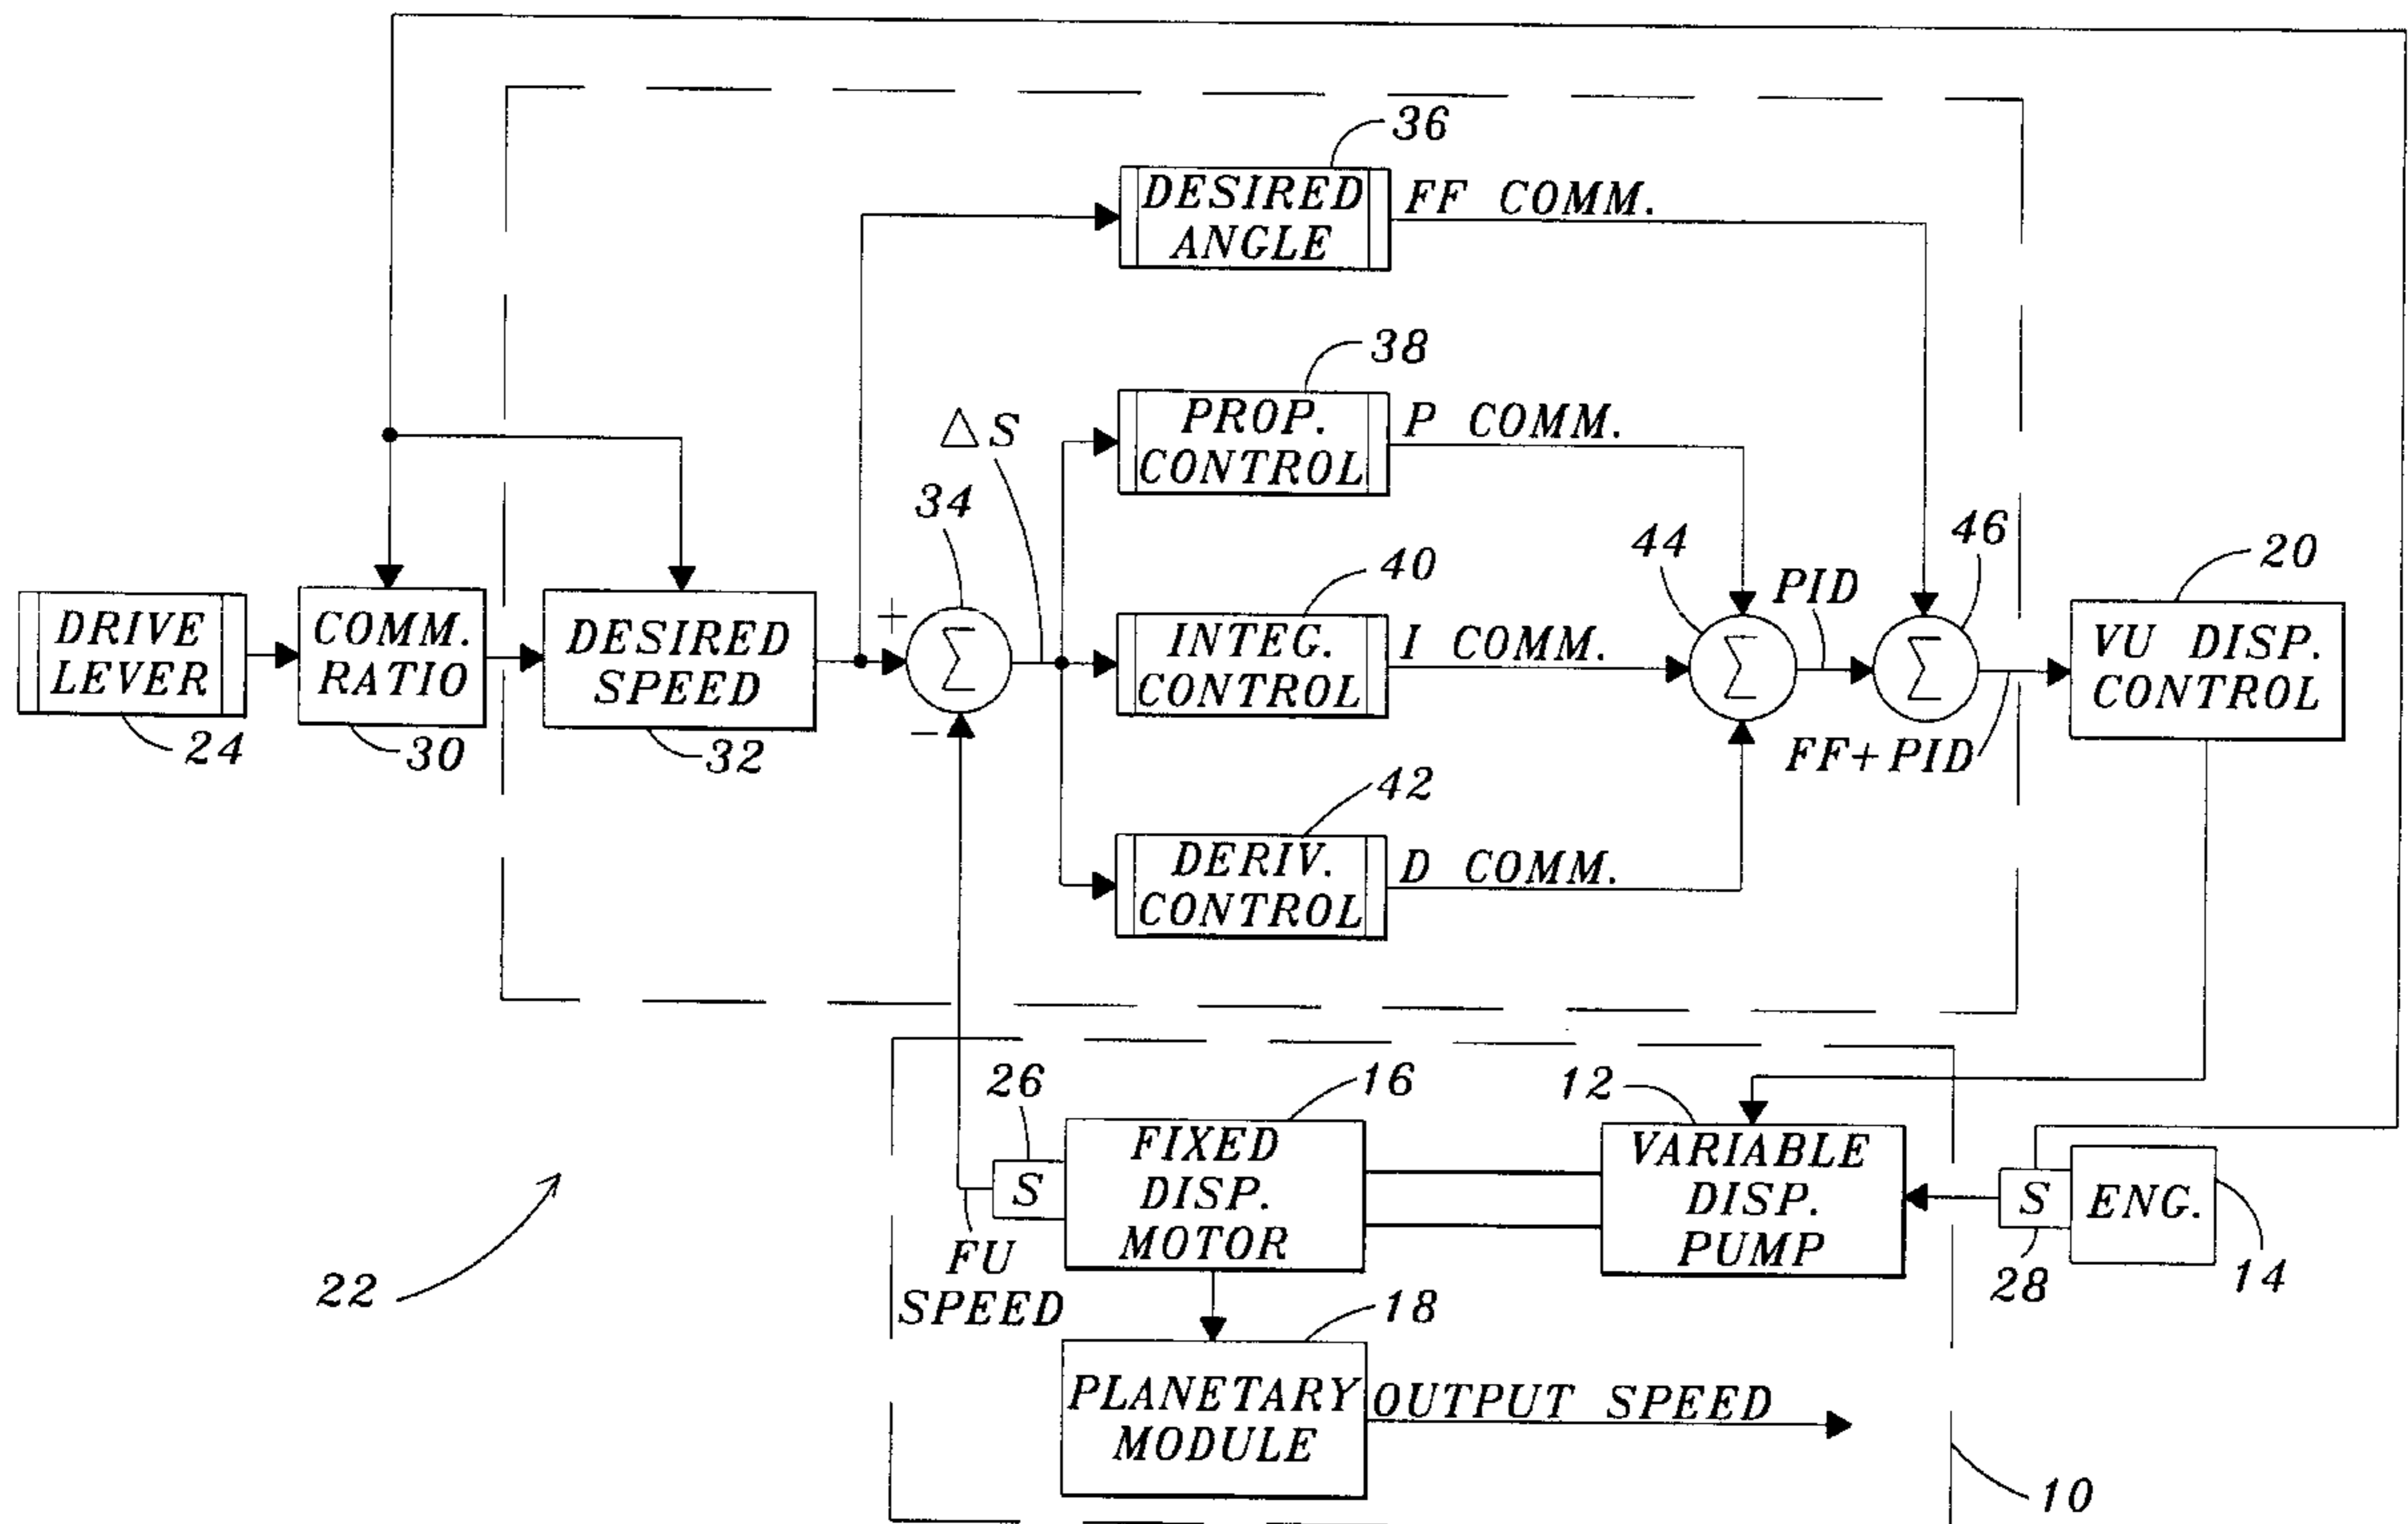 36
DESIRED
ANGLE
FF COMM.
38
PROP.
CONTROL
P COMM.
△S
34
+
Σ
−
40
INTEG.
CONTROL
I COMM.
42
DERIV.
CONTROL
D COMM.
44
Σ
PID
46
Σ
FF+PID
20
VU DISP.
CONTROL
DRIVE
LEVER
24
COMM.
RATIO
30
DESIRED
SPEED
32
26
S
FU
SPEED
16
FIXED
DISP.
MOTOR
12
VARIABLE
DISP.
PUMP
S
28
ENG.
14
22
18
PLANETARY
MODULE
OUTPUT SPEED
10